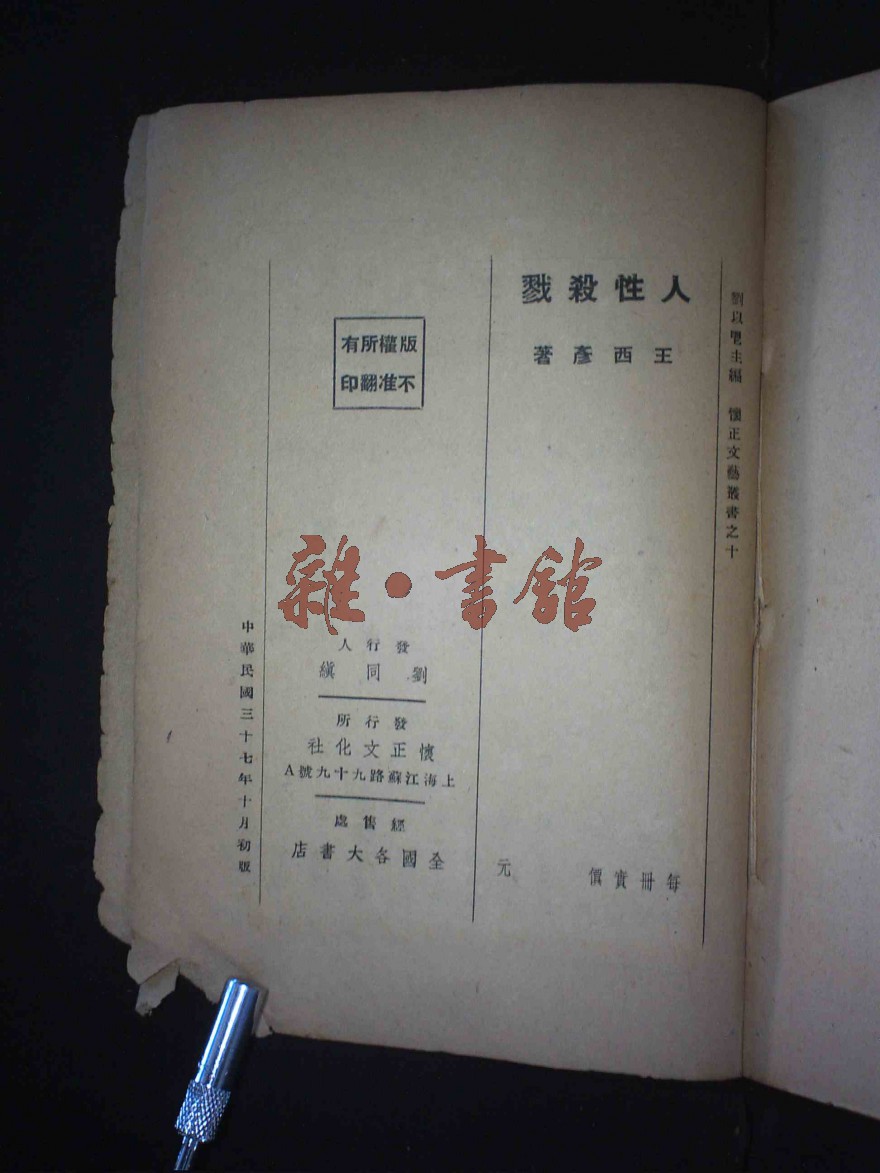 劉以鬯主編　懷正文藝叢書之十
人性殺戮
王西彥著
每冊實價　元
版權所有
不准翻印
發行人
劉同縝
發行所
懷正文化社
上海江蘇路九十九號A
經售處
全國各大書店
中華民國三十七年十月初版
雜·書館